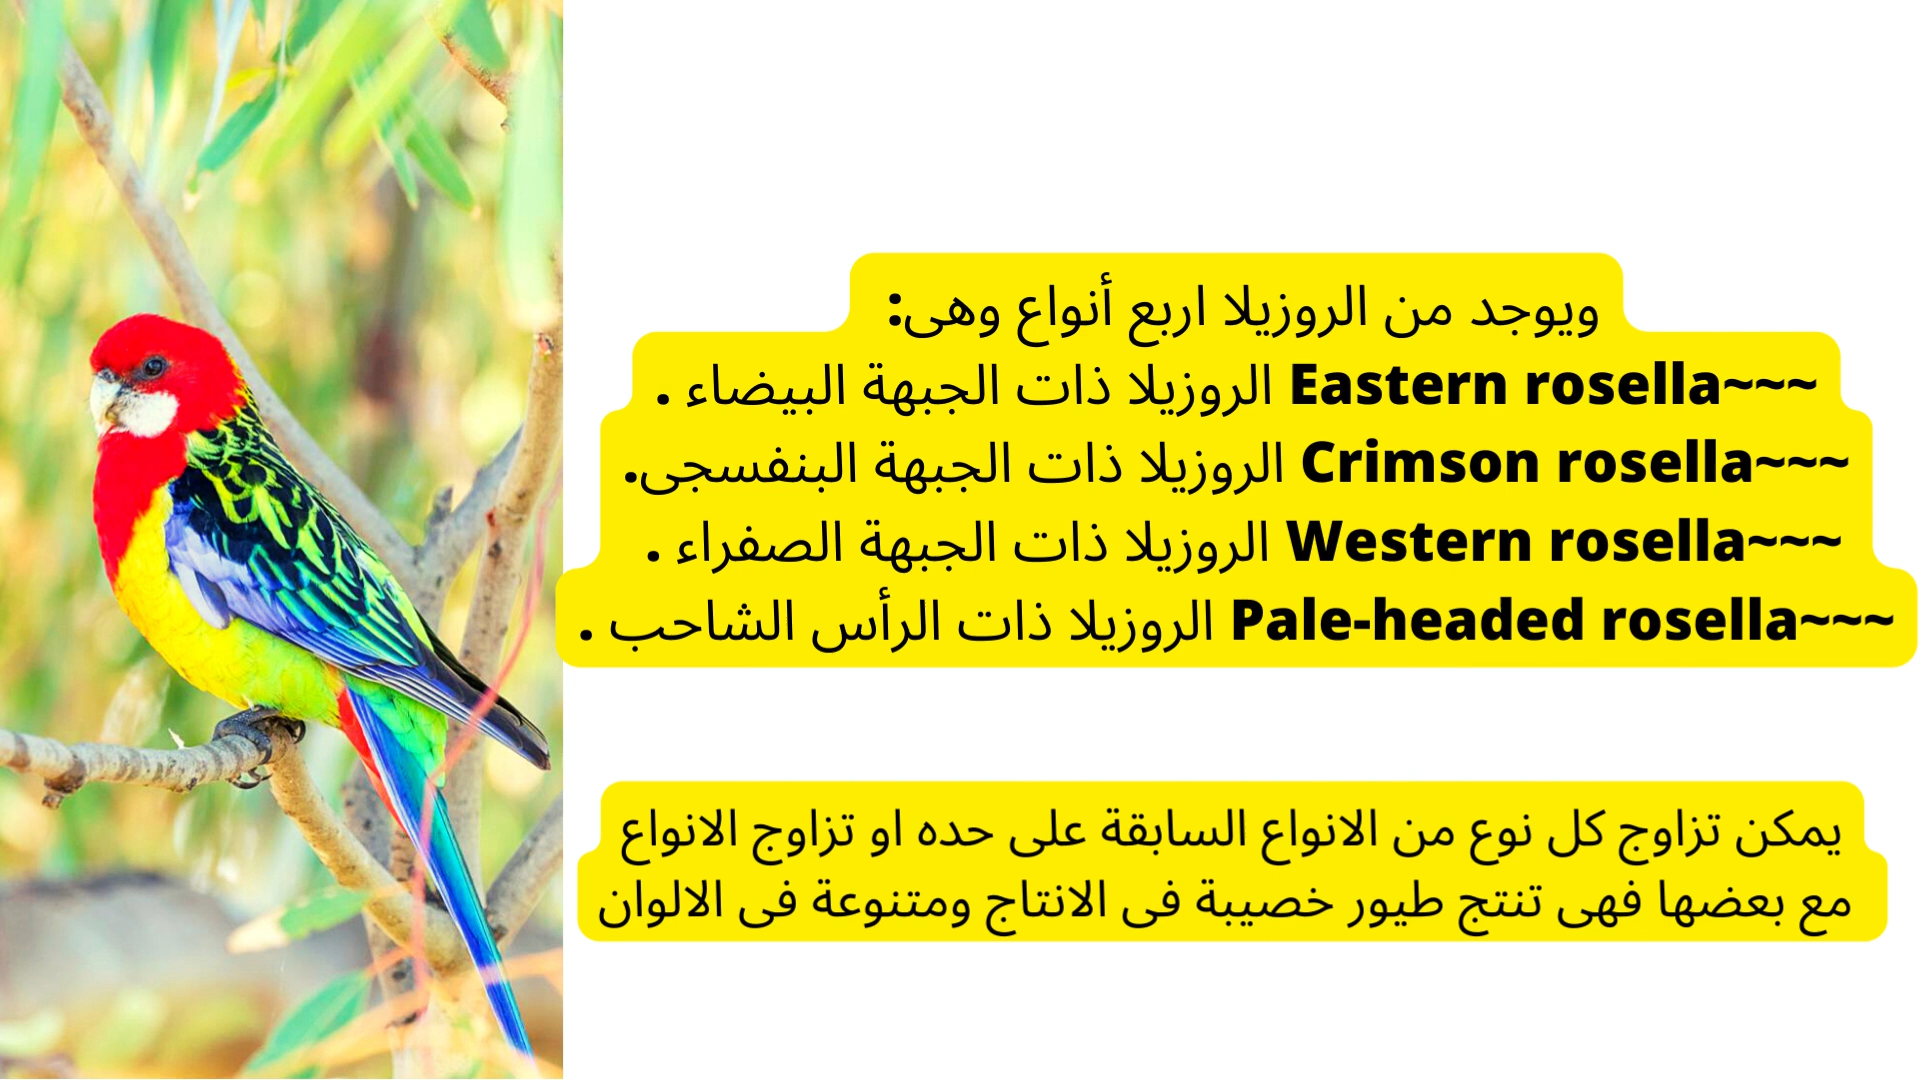 ويوجد من الروزيلا اربع أنواع وهى:
~~~Eastern rosella الروزيلا ذات الجبهة البيضاء .
~~~Crimson rosella الروزيلا ذات الجبهة البنفسجى.
~~~Western rosella الروزيلا ذات الجبهة الصفراء .
~~~Pale-headed rosella الروزيلا ذات الرأس الشاحب .
يمكن تزاوج كل نوع من الانواع السابقة على حده او تزاوج الانواع
مع بعضها فهى تنتج طيور خصيبة فى الانتاج ومتنوعة فى الالوان